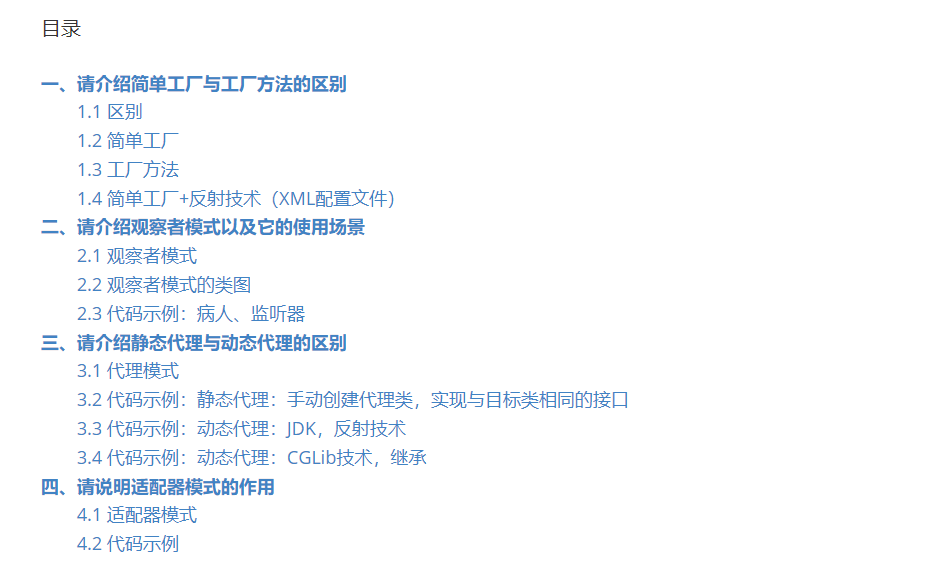 目录
一、请介绍简单工厂与工厂方法的区别
1.1 区别
1.2 简单工厂
1.3 工厂方法
1.4 简单工厂+反射技术（XML配置文件）
二、请介绍观察者模式以及它的使用场景
2.1 观察者模式
2.2 观察者模式的类图
2.3 代码示例：病人、监听器
三、请介绍静态代理与动态代理的区别
3.1 代理模式
3.2 代码示例：静态代理：手动创建代理类，实现与目标类相同的接口
3.3 代码示例：动态代理：JDK，反射技术
3.4 代码示例：动态代理：CGLib技术，继承
四、请说明适配器模式的作用
4.1 适配器模式
4.2 代码示例